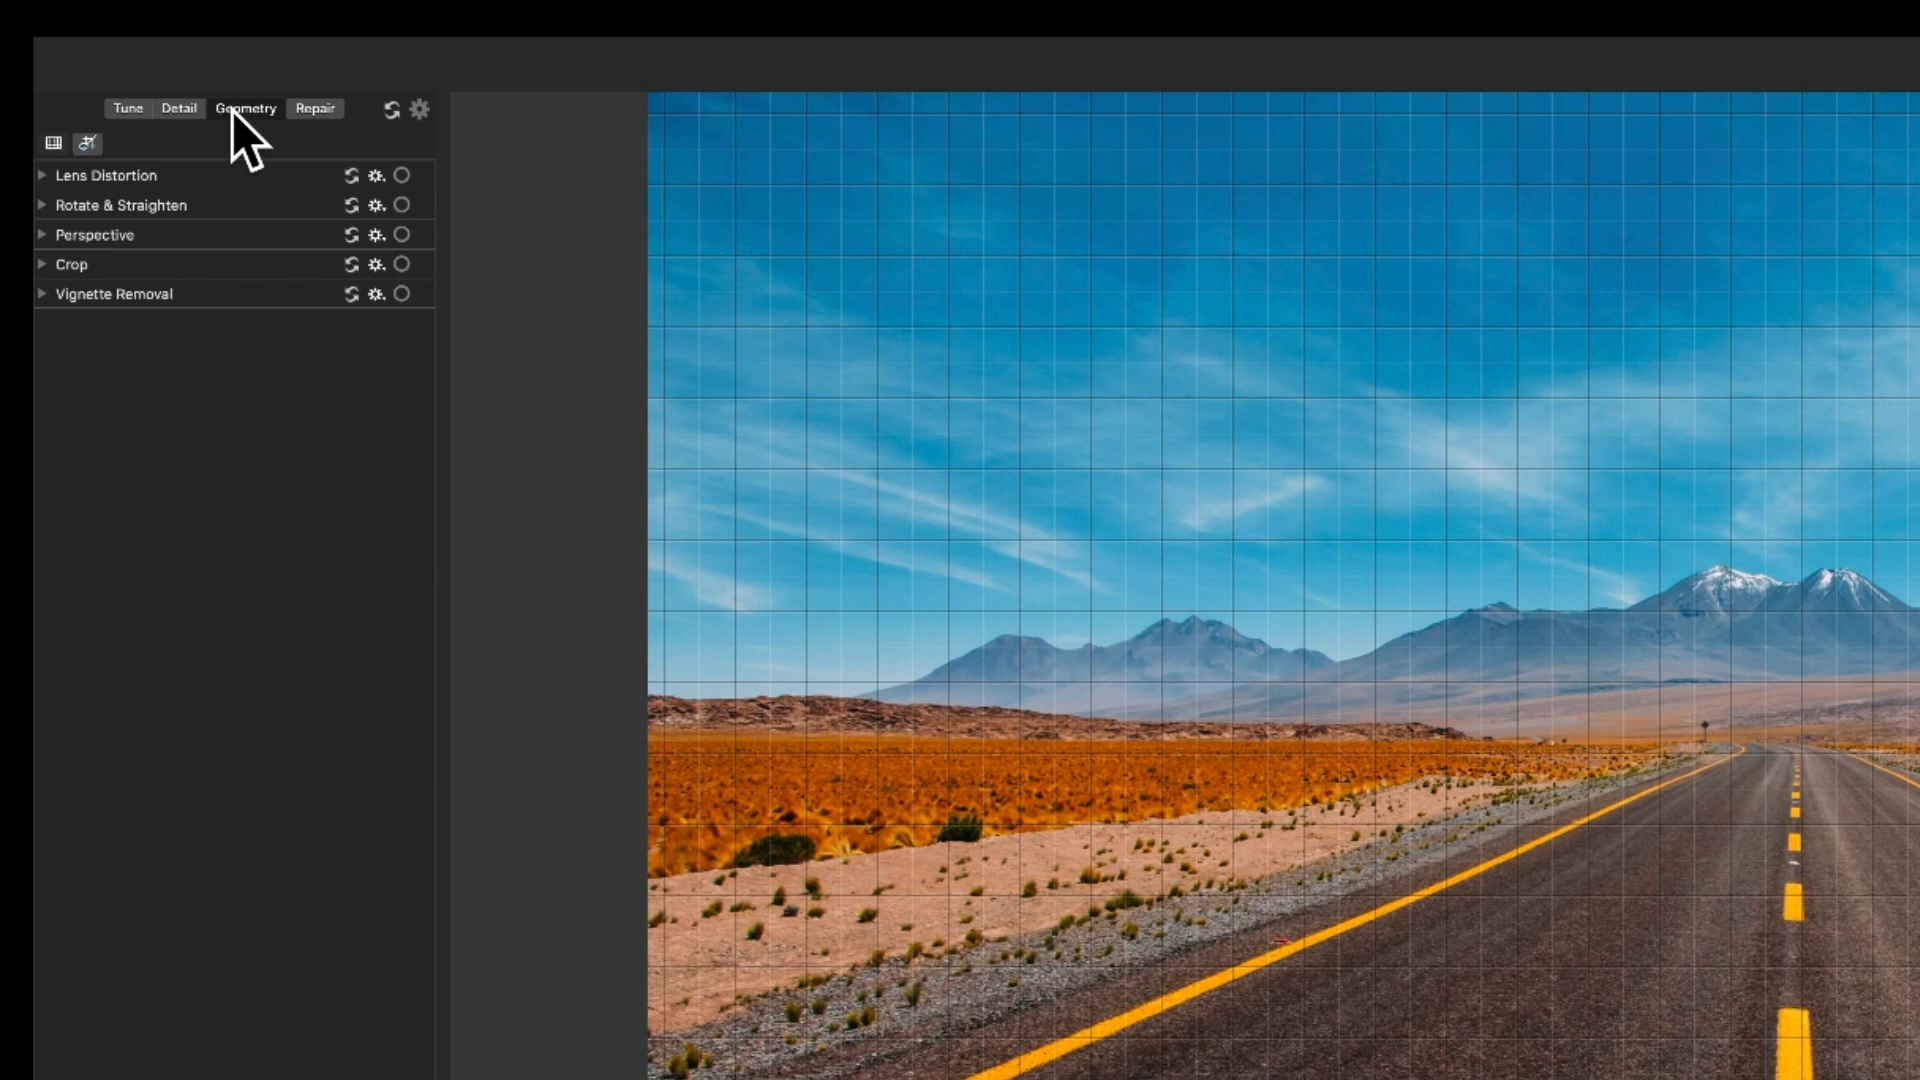 Tune Detail Geometry Repair
Lens Distortion
Rotate & Straighten
Perspective
Crop
Vignette Removal